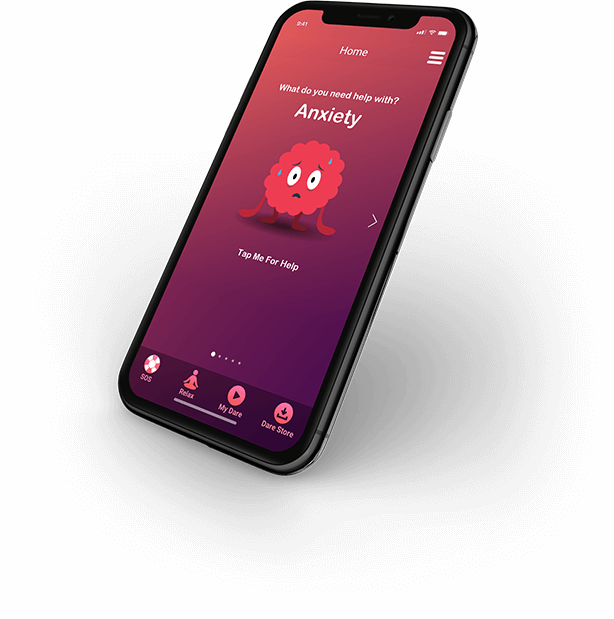 9:41
Home
What do you need help with?
Anxiety
Tap Me For Help
SOS
Relax
My Dare
Dare Store